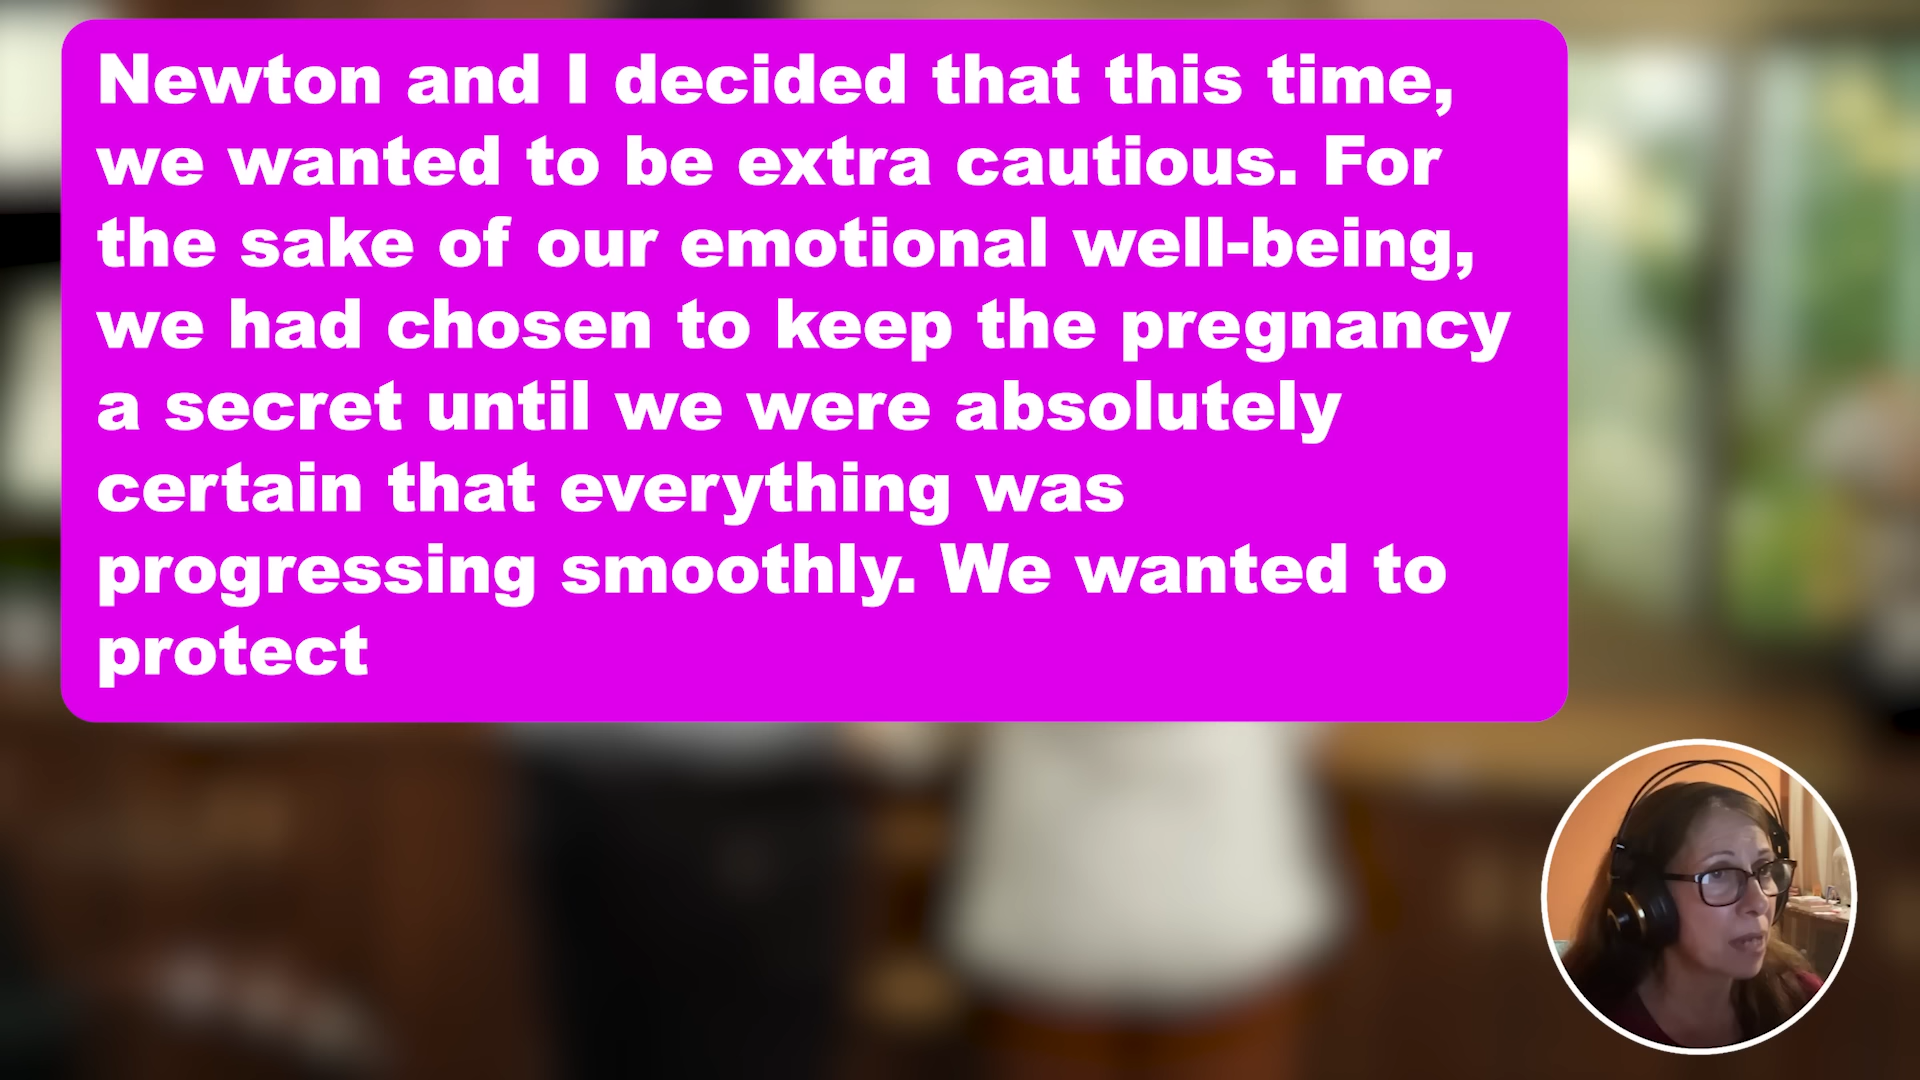 Newton and I decided that this time,
we wanted to be extra cautious. For
the sake of our emotional well-being,
we had chosen to keep the pregnancy
a secret until we were absolutely
certain that everything was
progressing smoothly. We wanted to
protect